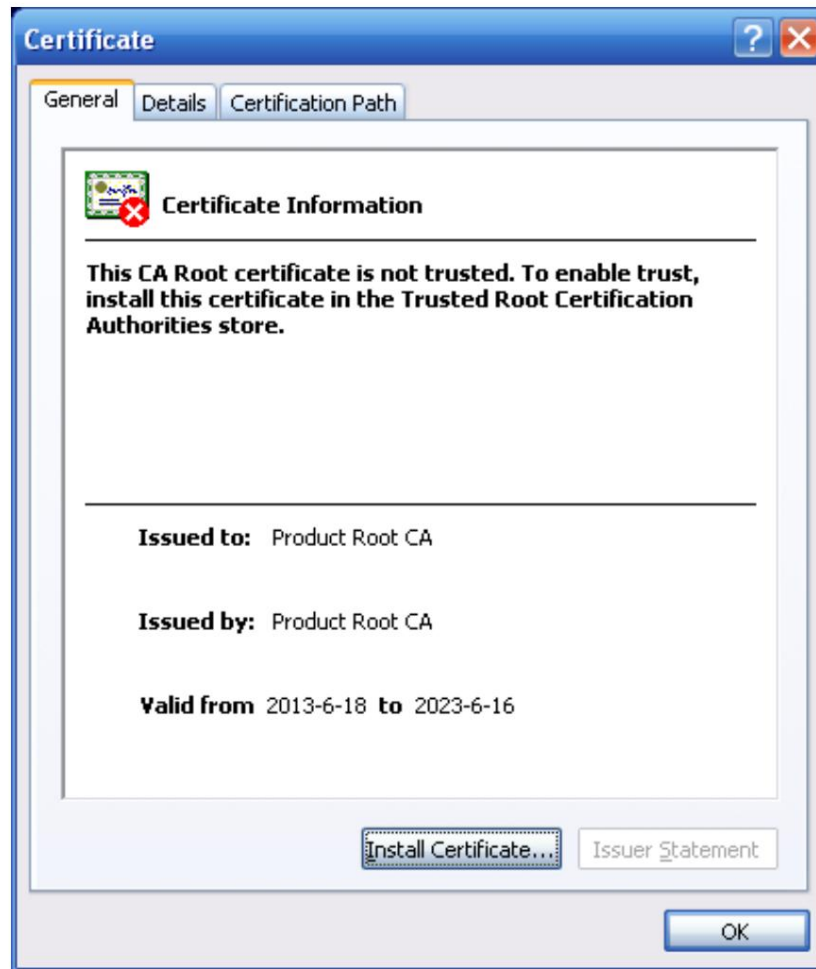 Certificate
General Details Certification Path
Certificate Information
This CA Root certificate is not trusted. To enable trust,
install this certificate in the Trusted Root Certification
Authorities store.
Issued to: Product Root CA
Issued by: Product Root CA
Valid from 2013-6-18 to 2023-6-16
Install Certificate... Issuer Statement
OK